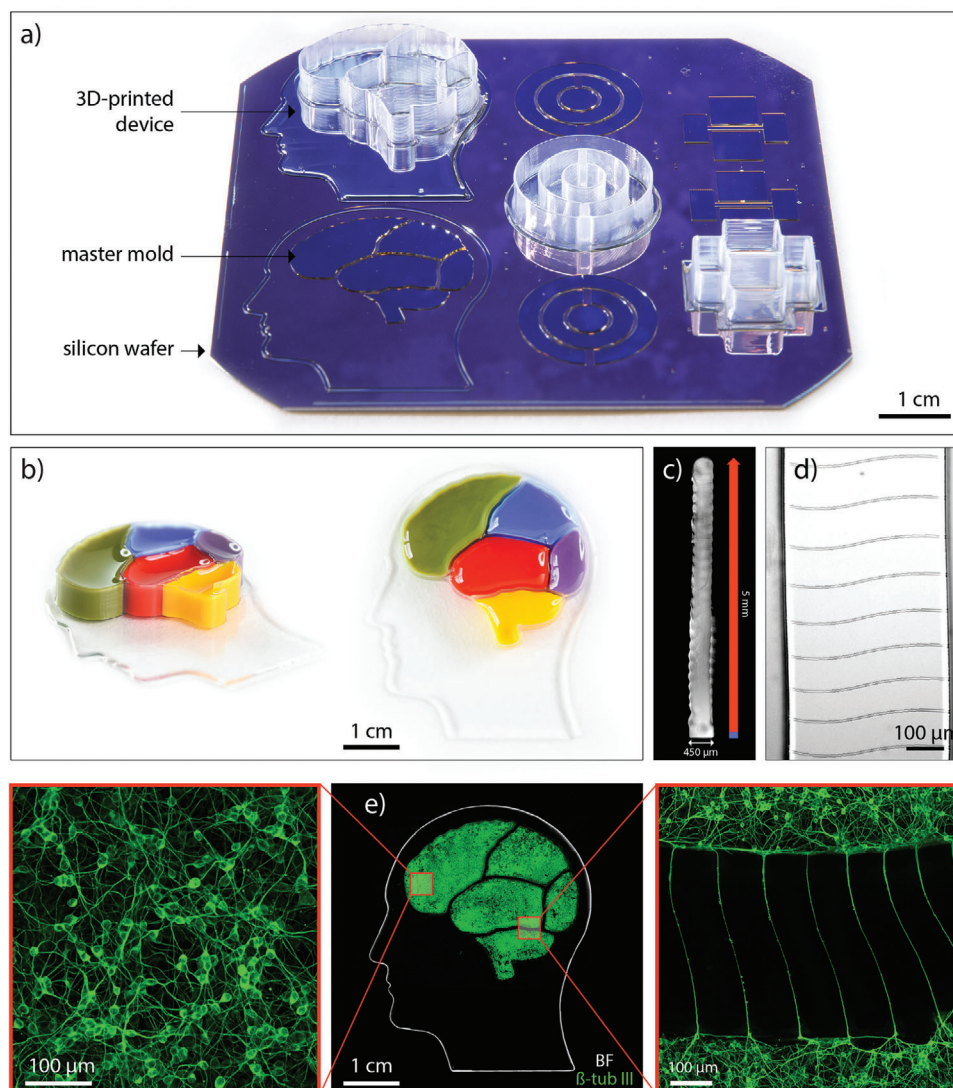 a)
3D-printed
device
master mold
silicon wafer
1 cm
b)
1 cm
c)
5 mm
450 µm
d)
100 µm
100 µm
e)
1 cm
BF
ß-tub III
100 µm